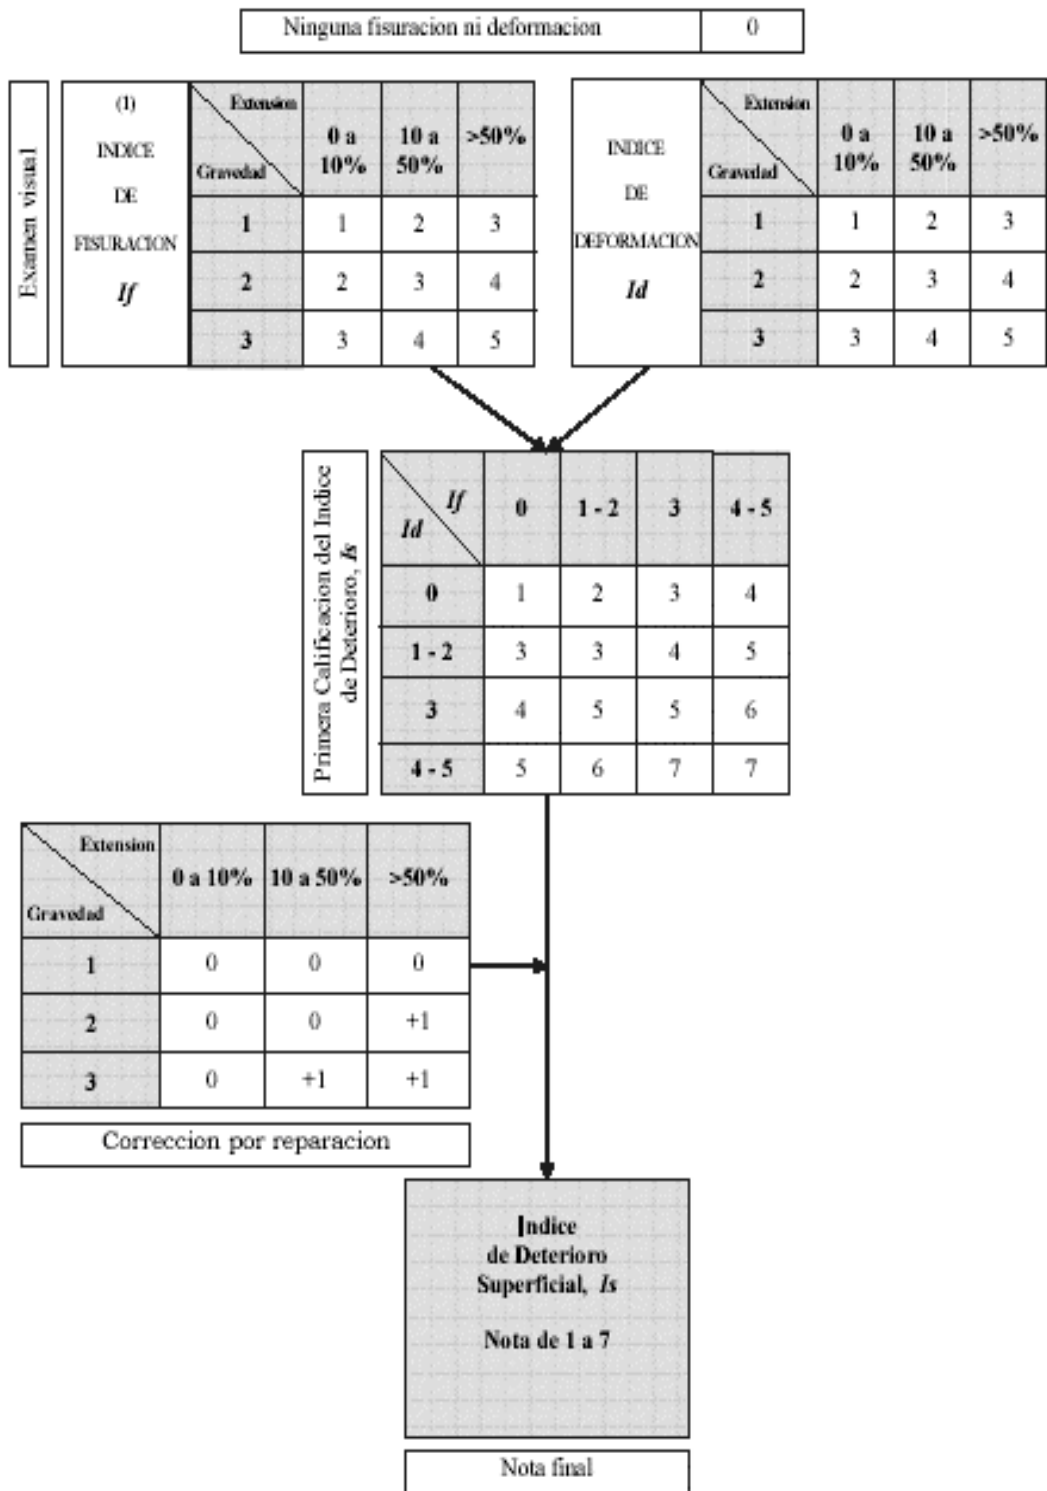 Ninguna fisuracion ni deformacion 0
Examen visual
(1)
INDICE
DE
FISURACION
If
Extension
Gravedad
0 a 10% 10 a 50% >50%
1 1 2 3
2 2 3 4
3 3 4 5
INDICE
DE
DEFORMACION
Id
Extension
Gravedad
0 a 10% 10 a 50% >50%
1 1 2 3
2 2 3 4
3 3 4 5
Primera Calificacion del Indice
de Deterioro, Is
If
Id
0 1 - 2 3 4 - 5
0 1 2 3 4
1 - 2 3 3 4 5
3 4 5 5 6
4 - 5 5 6 7 7
Extension
Gravedad
0 a 10% 10 a 50% >50%
1 0 0 0
2 0 0 +1
3 0 +1 +1
Correccion por reparacion
Indice
de Deterioro
Superficial, Is
Nota de 1 a 7
Nota final